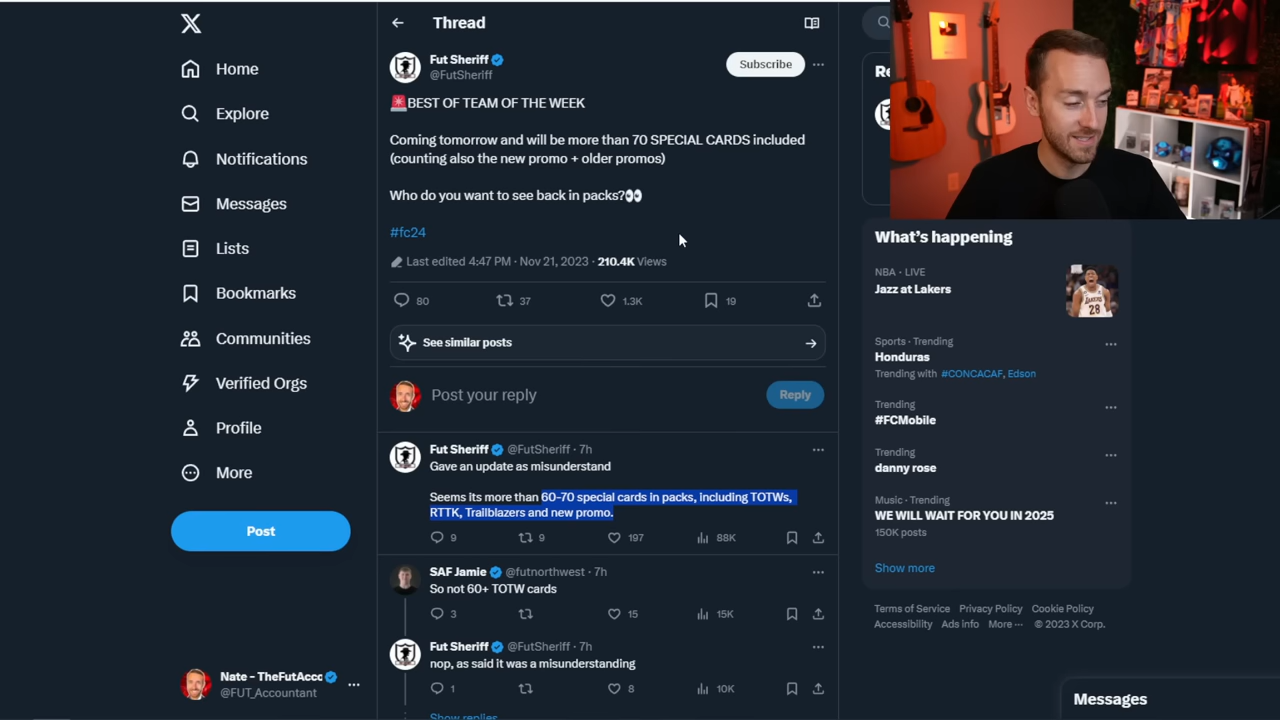 Home
Explore
Notifications
Messages
Lists
Bookmarks
Communities
Verified Orgs
Profile
More
Post
Nate - TheFutAcco
@FUT_Accountant
Thread
Fut Sheriff
@FutSheriff
Subscribe
🚨BEST OF TEAM OF THE WEEK
Coming tomorrow and will be more than 70 SPECIAL CARDS included
(counting also the new promo + older promos)
Who do you want to see back in packs?👀
#fc24
Last edited 4:47 PM · Nov 21, 2023 · 210.4K Views
80 37 1.3K 19
See similar posts
Post your reply
Reply
Fut Sheriff @FutSheriff · 7h
Gave an update as misunderstand
Seems its more than 60-70 special cards in packs, including TOTWs,
RTTK, Trailblazers and new promo.
9 9 197 88K
SAF Jamie @futnorthwest · 7h
So not 60+ TOTW cards
3 15 15K
Fut Sheriff @FutSheriff · 7h
nop, as said it was a misunderstanding
1 8 10K
Show replies
Re
What's happening
NBA · LIVE
Jazz at Lakers
Sports · Trending
Honduras
Trending with #CONCACAF, Edson
Trending
#FCMobile
Trending
danny rose
Music · Trending
WE WILL WAIT FOR YOU IN 2025
150K posts
Show more
Terms of Service Privacy Policy Cookie Policy
Accessibility Ads info More ··· © 2023 X Corp.
Messages